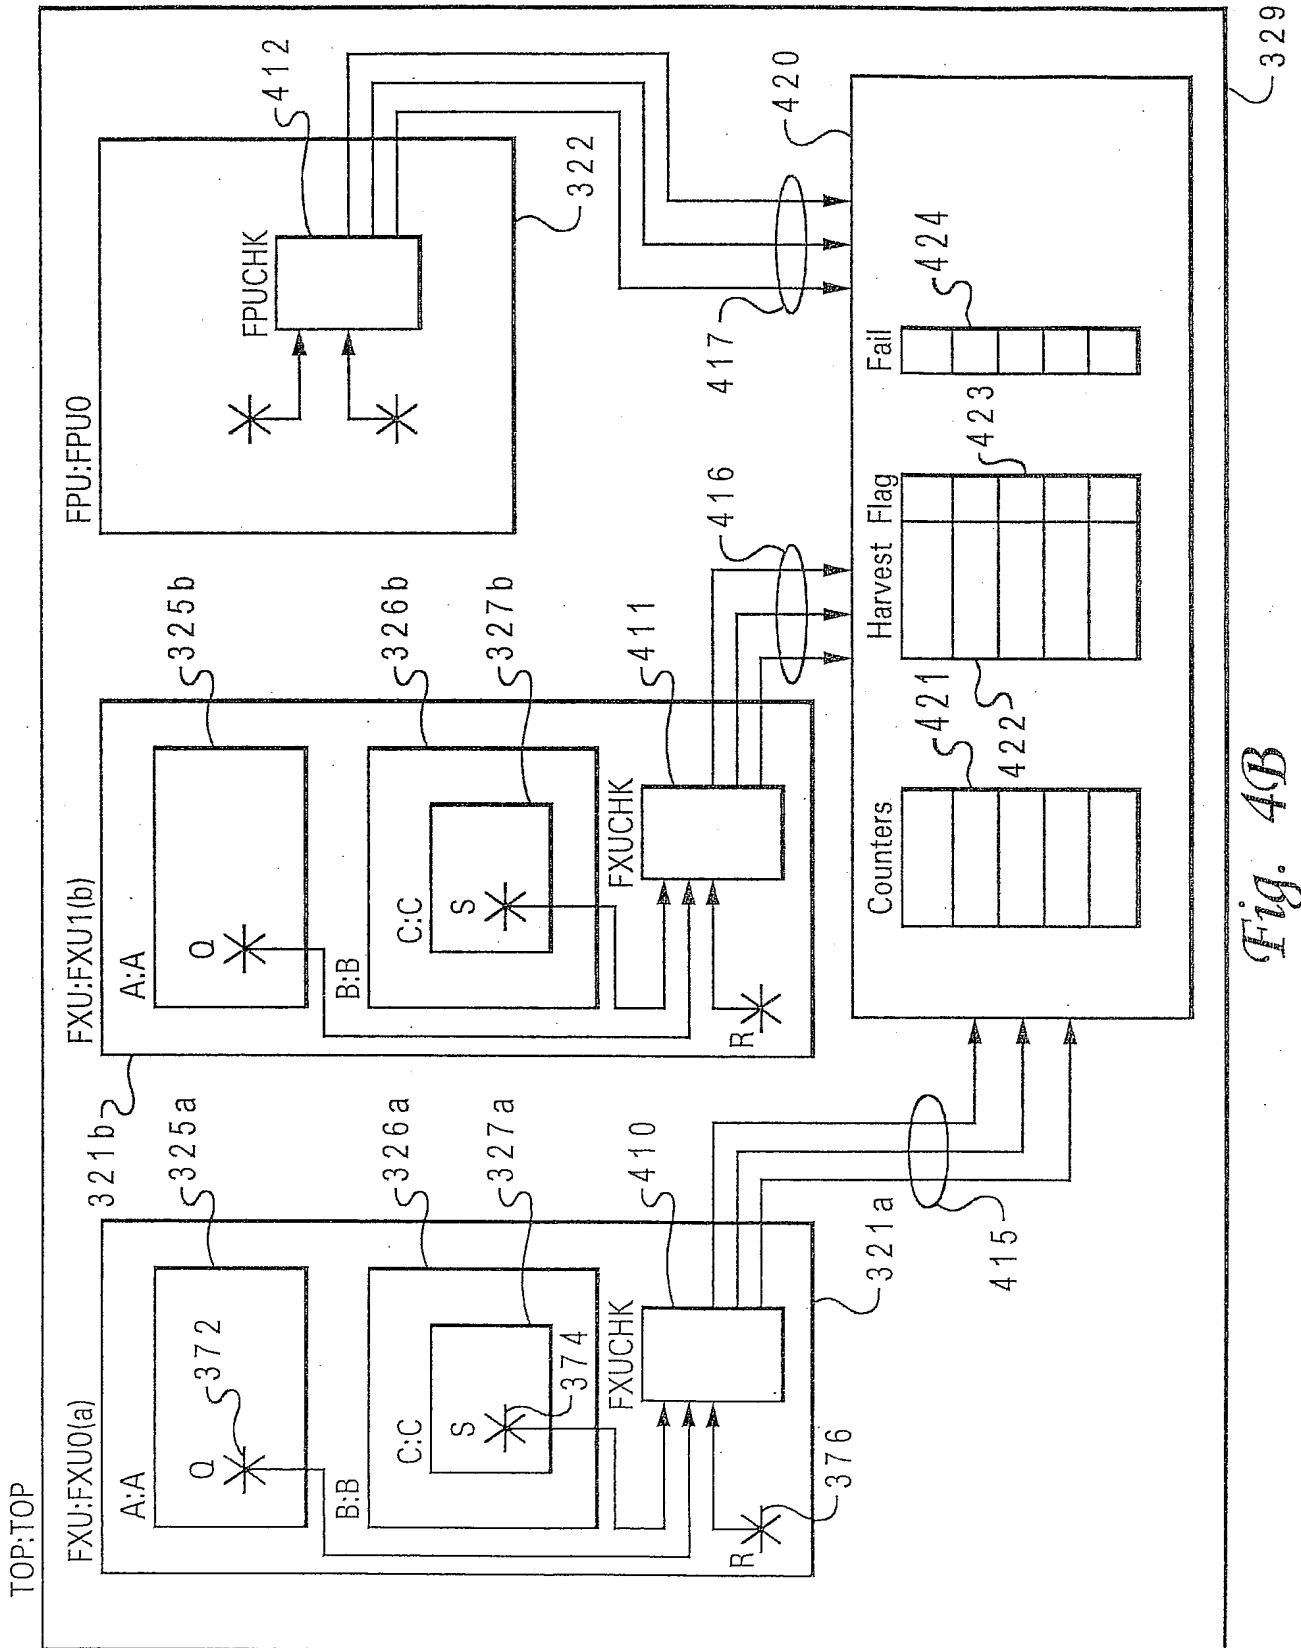 TOP:TOP
FXU:FXU0(a)
A:A
Q
372
325a
B:B
C:C
S
374
326a
327a
FXUCHK
410
R
376
321a
415
321b
FXU:FXU1(b)
A:A
Q
325b
B:B
C:C
S
326b
327b
FXUCHK
411
R
416
FPU:FPU0
FPUCHK
412
322
417
420
Counters
421
422
Harvest Flag
423
Fail
424
329
Fig. 4B